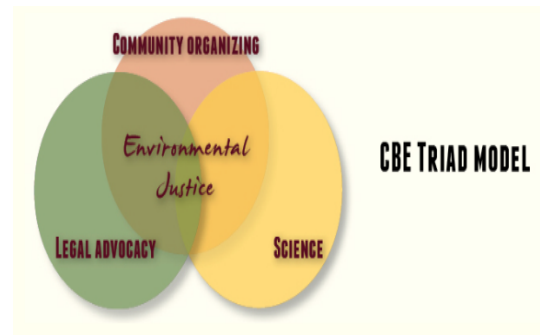 Community organizing
Environmental
Justice
CBE Triad model
Legal advocacy
Science